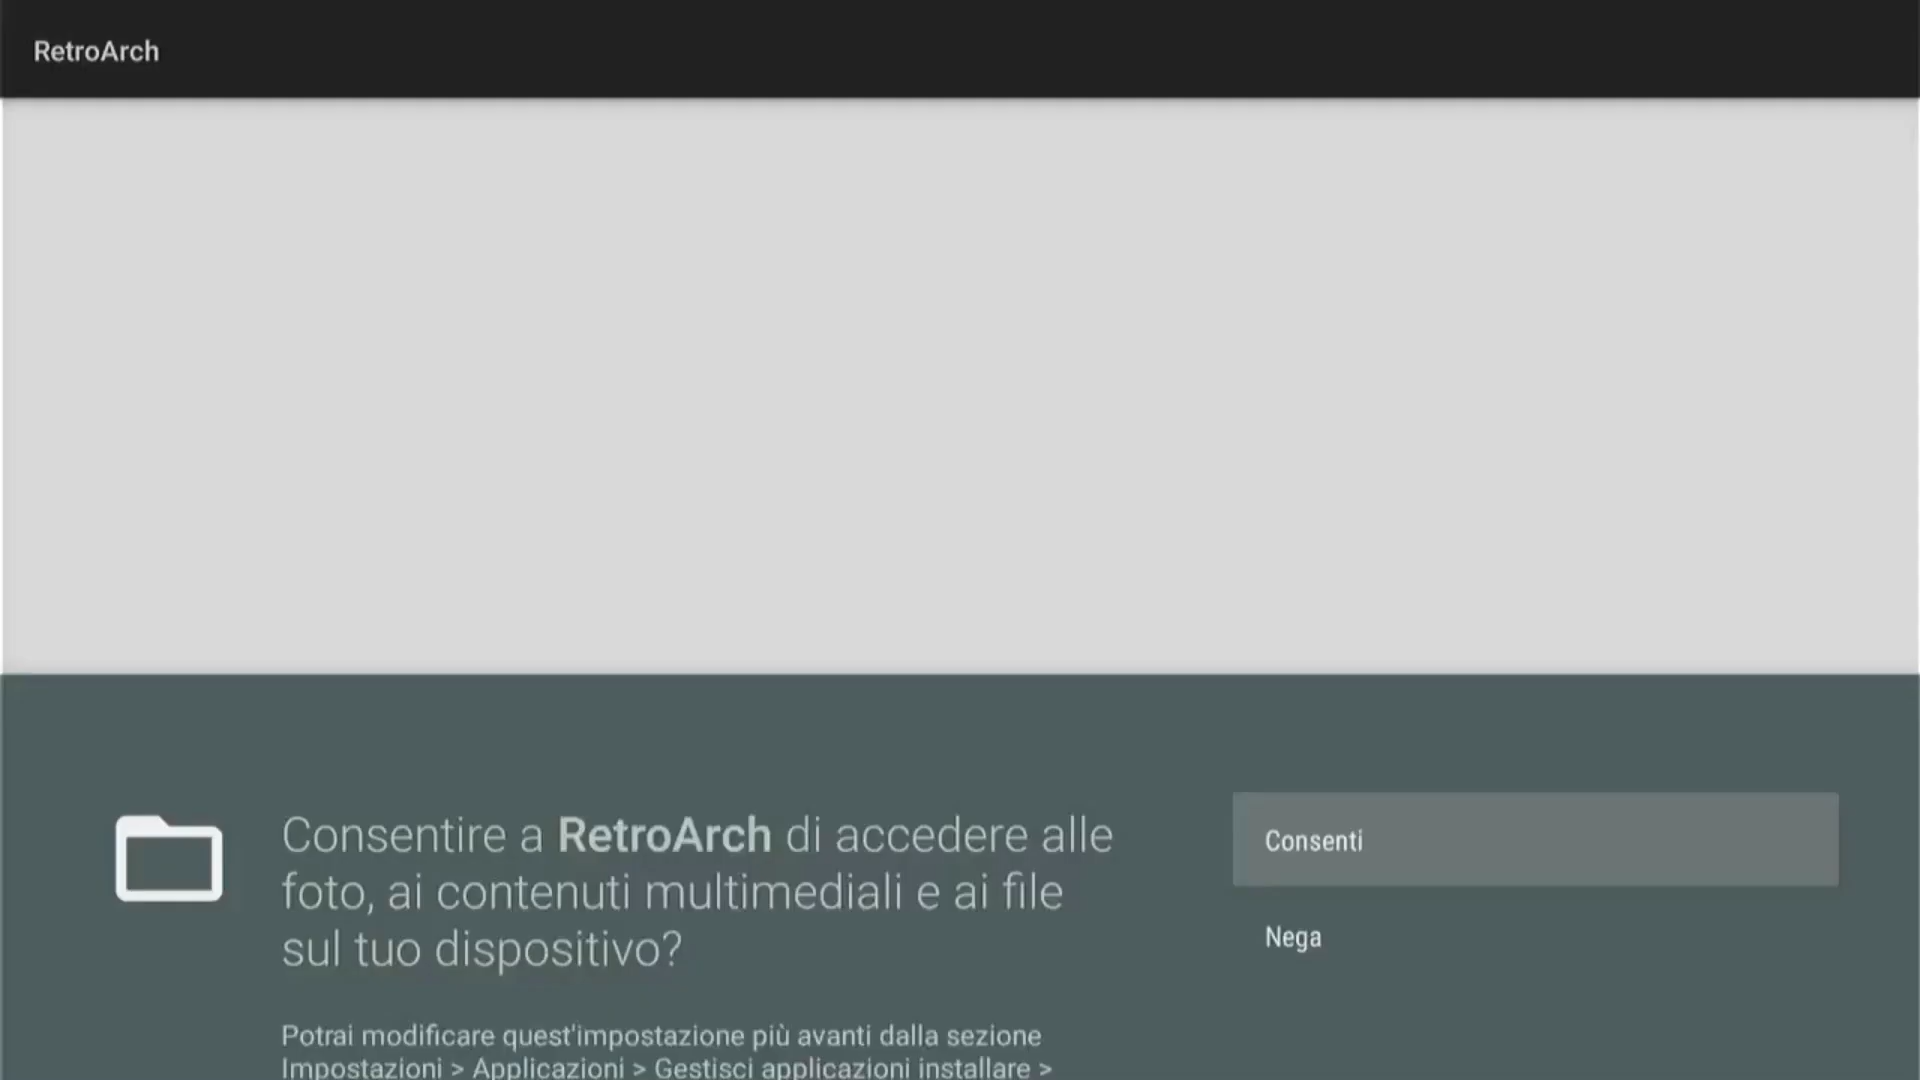 RetroArch
Consentire a RetroArch di accedere alle
foto, ai contenuti multimediali e ai file
sul tuo dispositivo?
Potrai modificare quest'impostazione più avanti dalla sezione
Impostazioni > Applicazioni > Gestisci applicazioni installare >
Consenti
Nega